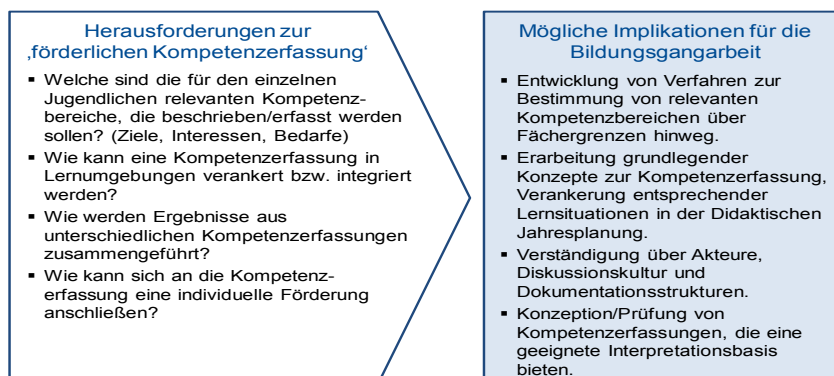 Herausforderungen zur
‚förderlichen Kompetenzerfassung‘
▪ Welche sind die für den einzelnen
Jugendlichen relevanten Kompetenz-
bereiche, die beschrieben/erfasst werden
sollen? (Ziele, Interessen, Bedarfe)
▪ Wie kann eine Kompetenzerfassung in
Lernumgebungen verankert bzw. integriert
werden?
▪ Wie werden Ergebnisse aus
unterschiedlichen Kompetenzerfassungen
zusammengeführt?
▪ Wie kann sich an die Kompetenz-
erfassung eine individuelle Förderung
anschließen?
Mögliche Implikationen für die
Bildungsgangarbeit
▪ Entwicklung von Verfahren zur
Bestimmung von relevanten
Kompetenzbereichen über
Fächergrenzen hinweg.
▪ Erarbeitung grundlegender
Konzepte zur Kompetenzerfassung,
Verankerung entsprechender
Lernsituationen in der Didaktischen
Jahresplanung.
▪ Verständigung über Akteure,
Diskussionskultur und
Dokumentationsstrukturen.
▪ Konzeption/Prüfung von
Kompetenzerfassungen, die eine
geeignete Interpretationsbasis
bieten.